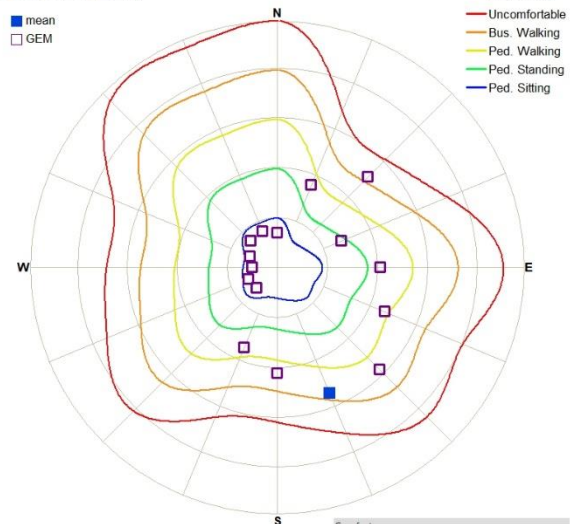 N
mean
GEM
Uncomfortable
Bus. Walking
Ped. Walking
Ped. Standing
Ped. Sitting
W
E
S